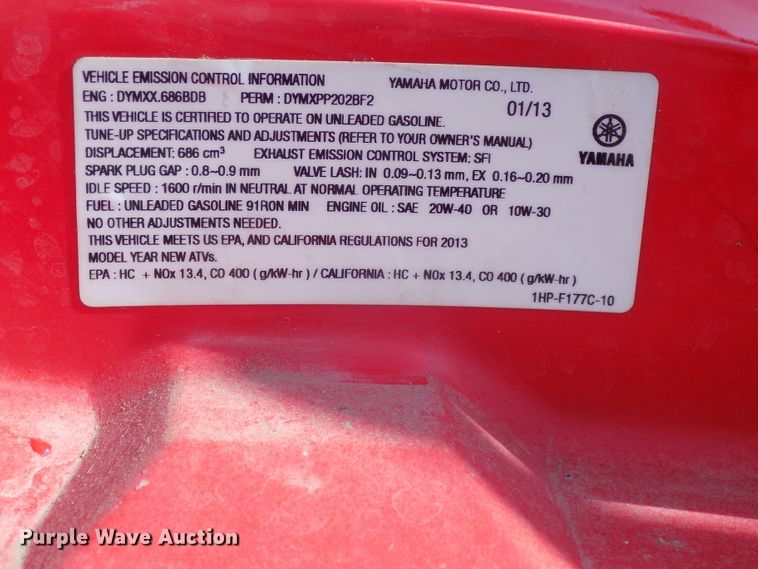 VEHICLE EMISSION CONTROL INFORMATION YAMAHA MOTOR CO., LTD.
ENG : DYMXX.686BDB PERM : DYMXPP202BF2 01/13
THIS VEHICLE IS CERTIFIED TO OPERATE ON UNLEADED GASOLINE.
TUNE-UP SPECIFICATIONS AND ADJUSTMENTS (REFER TO YOUR OWNER'S MANUAL)
DISPLACEMENT; 686 cm³ EXHAUST EMISSION CONTROL SYSTEM; SFI
YAMAHA
SPARK PLUG GAP : 0.8~0.9 mm VALVE LASH: IN 0.09~0.13 mm, EX 0.16~0.20 mm
IDLE SPEED : 1600 r/min IN NEUTRAL AT NORMAL OPERATING TEMPERATURE
FUEL : UNLEADED GASOLINE 91RON MIN ENGINE OIL : SAE 20W-40 OR 10W-30
NO OTHER ADJUSTMENTS NEEDED.
THIS VEHICLE MEETS US EPA, AND CALIFORNIA REGULATIONS FOR 2013
MODEL YEAR NEW ATVs.
EPA : HC + NOx 13.4, CO 400 ( g/kW-hr ) / CALIFORNIA : HC + NOx 13.4, CO 400 ( g/kW-hr )
1HP-F177C-10
Purple Wave Auction